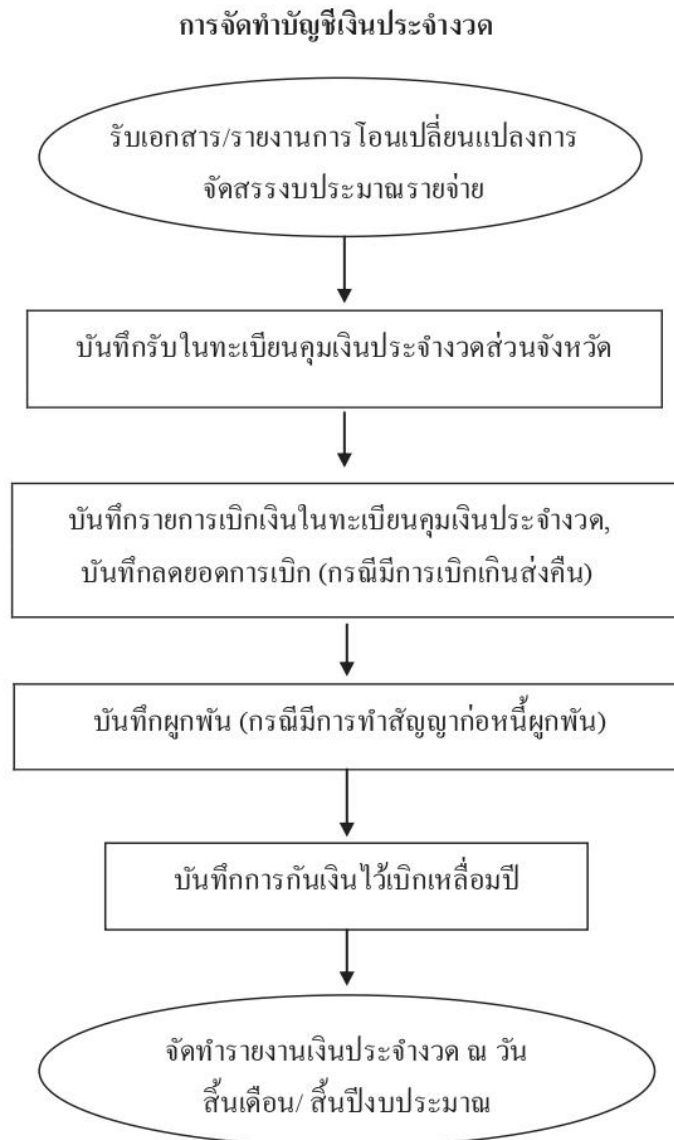 การจัดทำบัญชีเงินประจำงวด
รับเอกสาร/รายงานการโอนเปลี่ยนแปลงการ
จัดสรรงบประมาณรายจ่าย
บันทึกรับในทะเบียนคุมเงินประจำงวดส่วนจังหวัด
บันทึกรายการเบิกเงินในทะเบียนคุมเงินประจำงวด,
บันทึกลดยอดการเบิก (กรณีมีการเบิกเกินส่งคืน)
บันทึกผูกพัน (กรณีมีการทำสัญญาก่อหนี้ผูกพัน)
บันทึกการกันเงินไว้เบิกเหลื่อมปี
จัดทำรายงานเงินประจำงวด ณ วัน
สิ้นเดือน/ สิ้นปีงบประมาณ